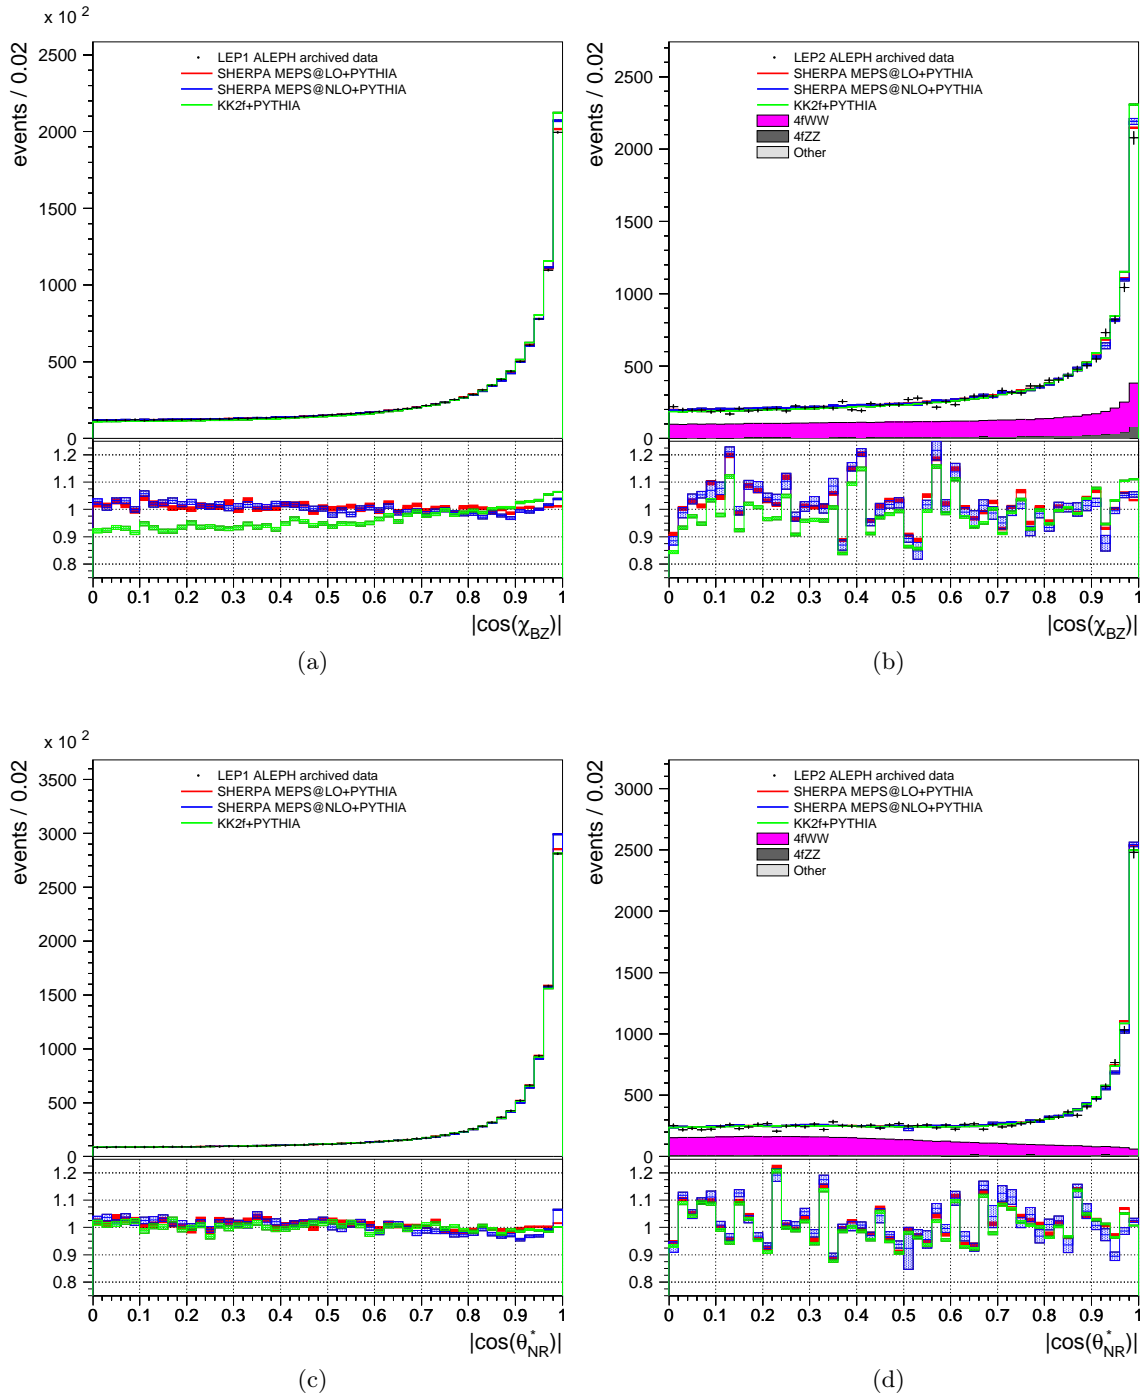 x 10 2
events / 0.02
2500
2000
1500
1000
500
0
LEP1 ALEPH archived data
SHERPA MEPS@LO+PYTHIA
SHERPA MEPS@NLO+PYTHIA
KK2f+PYTHIA
1.2
1.1
1
0.9
0.8
0 0.1 0.2 0.3 0.4 0.5 0.6 0.7 0.8 0.9 1
|cos(χBZ)|
(a)
events / 0.02
2500
2000
1500
1000
500
0
LEP2 ALEPH archived data
SHERPA MEPS@LO+PYTHIA
SHERPA MEPS@NLO+PYTHIA
KK2f+PYTHIA
4fWW
4fZZ
Other
1.2
1.1
1
0.9
0.8
0 0.1 0.2 0.3 0.4 0.5 0.6 0.7 0.8 0.9 1
|cos(χBZ)|
(b)
x 10 2
events / 0.02
3500
3000
2500
2000
1500
1000
500
0
LEP1 ALEPH archived data
SHERPA MEPS@LO+PYTHIA
SHERPA MEPS@NLO+PYTHIA
KK2f+PYTHIA
1.2
1.1
1
0.9
0.8
0 0.1 0.2 0.3 0.4 0.5 0.6 0.7 0.8 0.9 1
|cos(θ*NR)|
(c)
events / 0.02
3000
2500
2000
1500
1000
500
0
LEP2 ALEPH archived data
SHERPA MEPS@LO+PYTHIA
SHERPA MEPS@NLO+PYTHIA
KK2f+PYTHIA
4fWW
4fZZ
Other
1.2
1.1
1
0.9
0.8
0 0.1 0.2 0.3 0.4 0.5 0.6 0.7 0.8 0.9 1
|cos(θ*NR)|
(d)